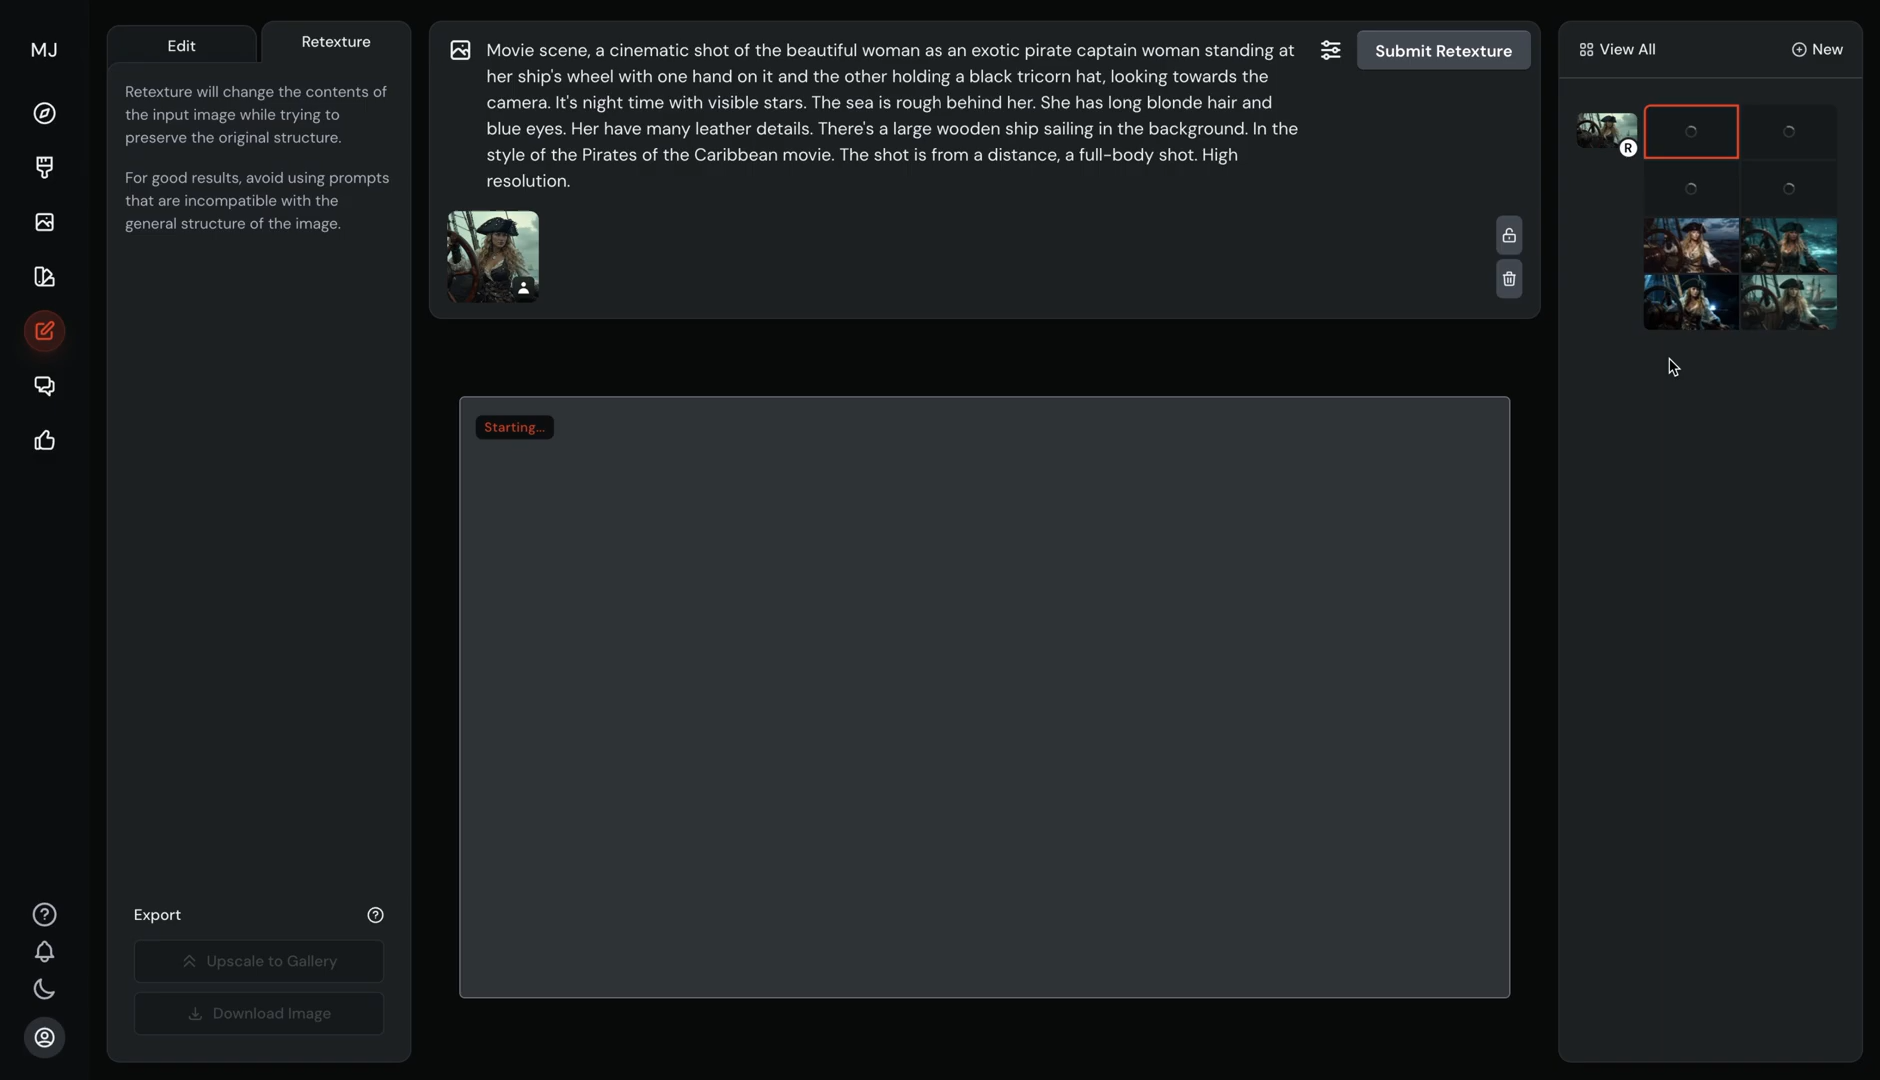 MJ
Edit
Retexture
Retexture will change the contents of
the input image while trying to
preserve the original structure.
For good results, avoid using prompts
that are incompatible with the
general structure of the image.
Export
Upscale to Gallery
Download Image
Movie scene, a cinematic shot of the beautiful woman as an exotic pirate captain woman standing at
her ship's wheel with one hand on it and the other holding a black tricorn hat, looking towards the
camera. It's night time with visible stars. The sea is rough behind her. She has long blonde hair and
blue eyes. Her have many leather details. There's a large wooden ship sailing in the background. In the
style of the Pirates of the Caribbean movie. The shot is from a distance, a full-body shot. High
resolution.
Submit Retexture
Starting...
View All
New
R